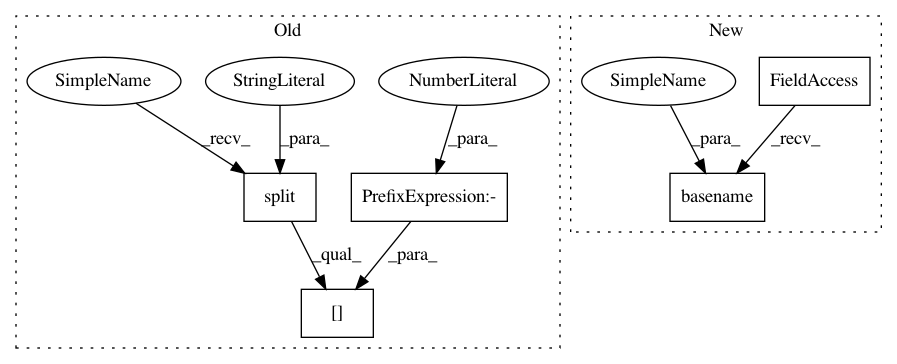 Old
New
SimpleName
StringLiteral
NumberLiteral
SimpleName
FieldAccess
_recv_
_para_
_para_
_para_
_recv_
split
PrefixExpression:-
basename
_qual_
_para_
[]